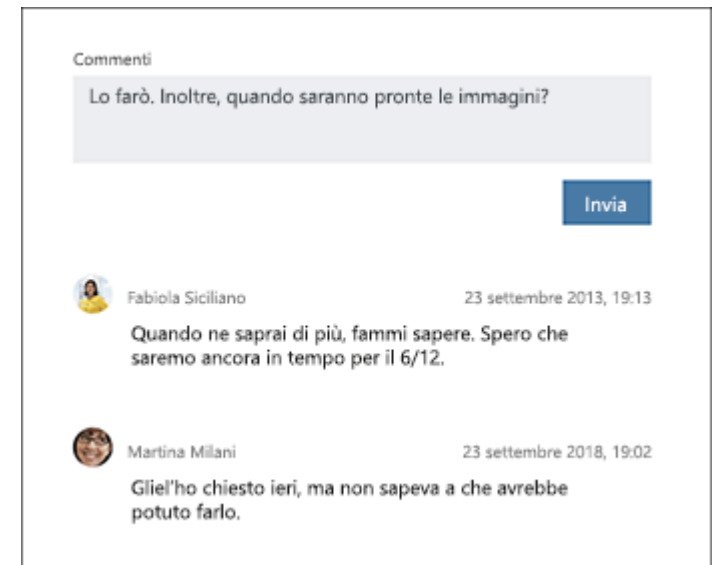 Commenti
Lo farò. Inoltre, quando saranno pronte le immagini?
Invia
Fabiola Siciliano 23 settembre 2013, 19:13
Quando ne saprai di più, fammi sapere. Spero che
saremo ancora in tempo per il 6/12.
Martina Milani 23 settembre 2018, 19:02
Gliel'ho chiesto ieri, ma non sapeva a che avrebbe
potuto farlo.